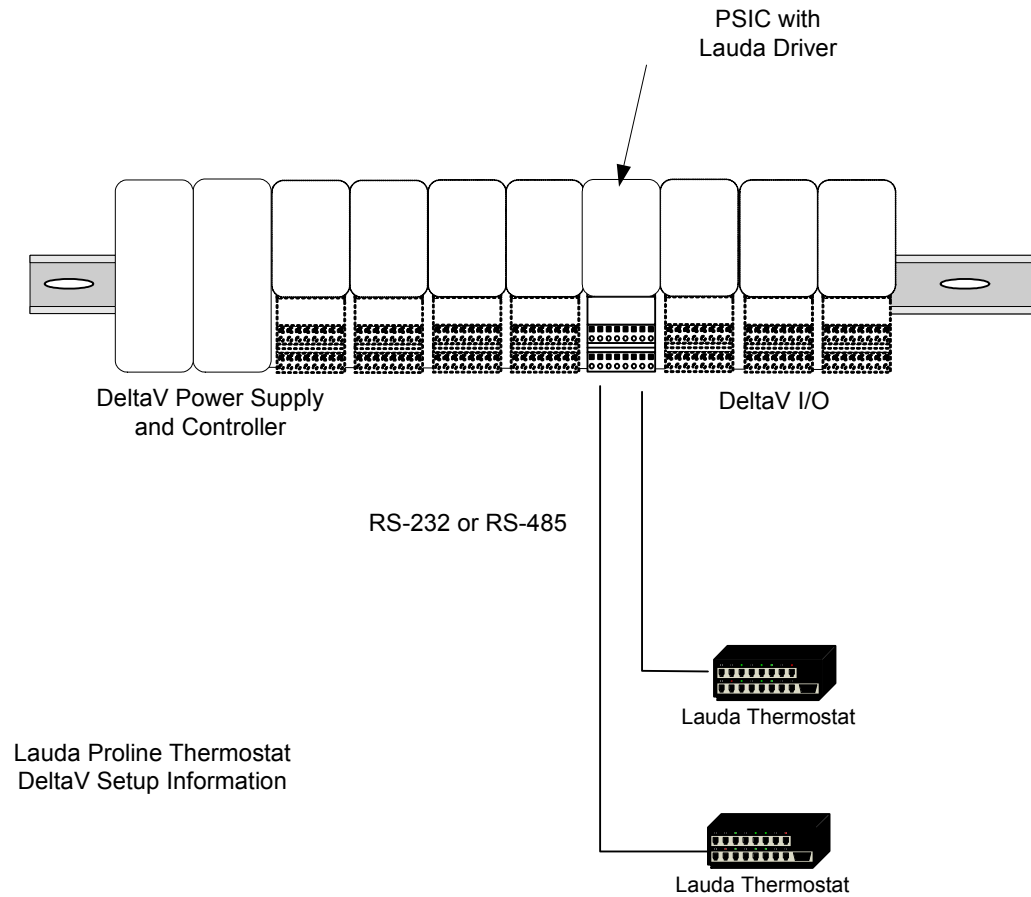 PSIC with
Lauda Driver
DeltaV Power Supply
and Controller
DeltaV I/O
RS-232 or RS-485
Lauda Thermostat
Lauda Proline Thermostat
DeltaV Setup Information
Lauda Thermostat